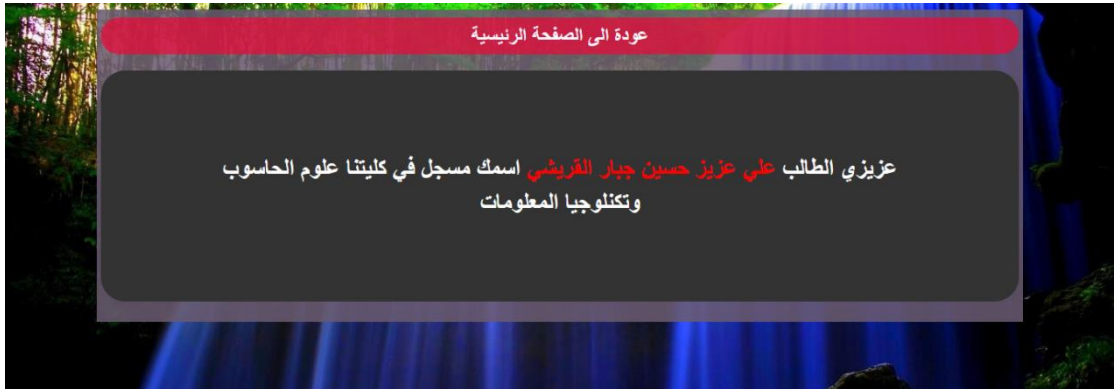 عودة الى الصفحة الرئيسية
عزيزي الطالب علي عزيز حسين جبار القريشي اسمك مسجل في كليتنا علوم الحاسوب
وتكنلوجيا المعلومات